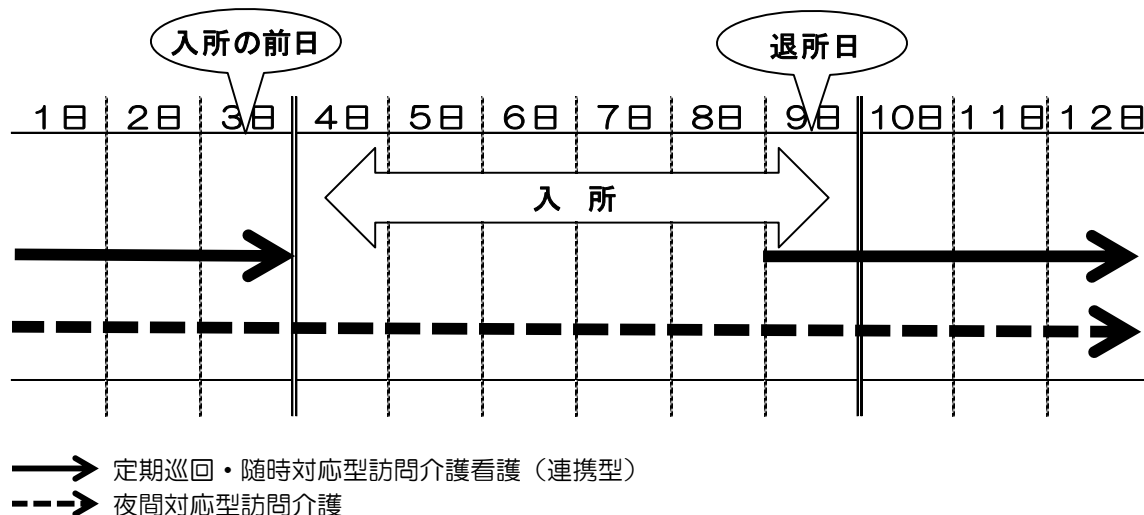 入所の前日
退所日
1日 2日 3日 4日 5日 6日 7日 8日 9日 10日 11日 12日
入 所
定期巡回・随時対応型訪問介護看護（連携型）
夜間対応型訪問介護